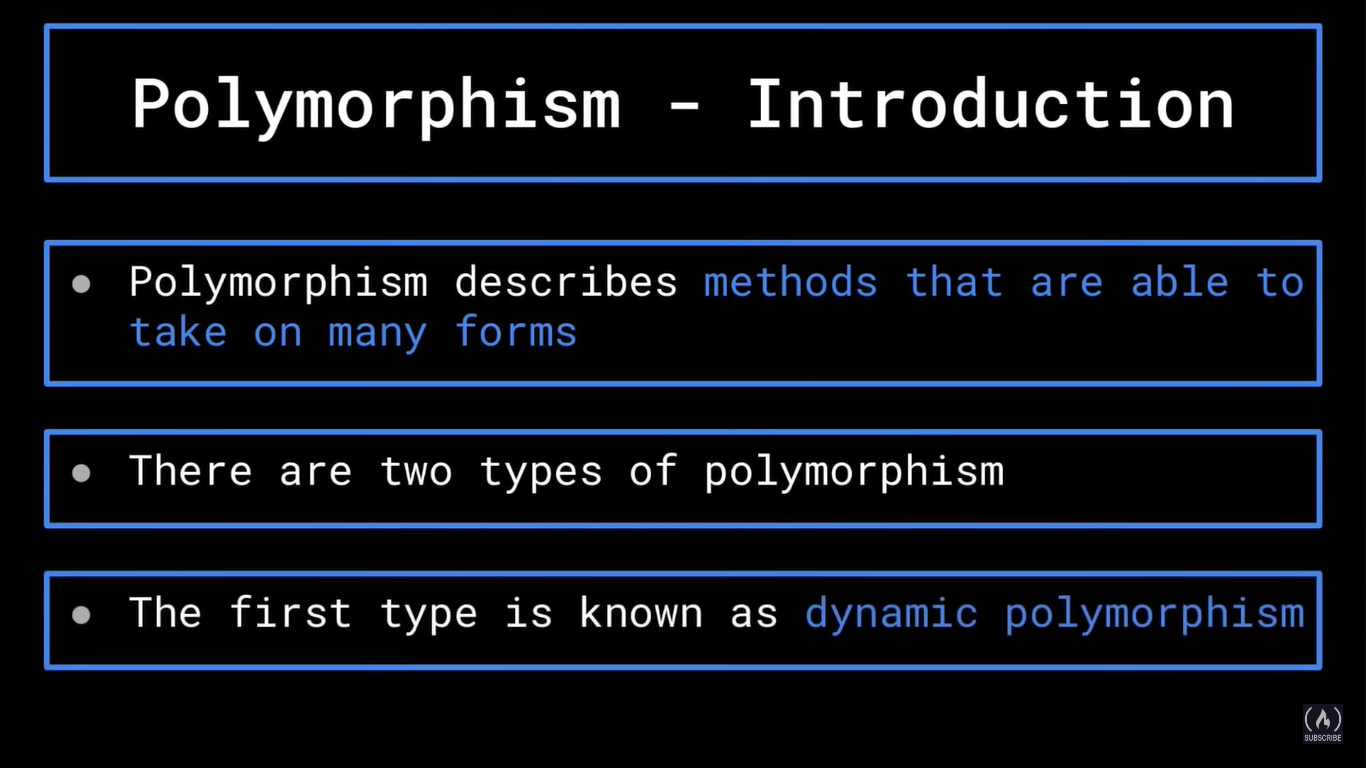 Polymorphism - Introduction
● Polymorphism describes methods that are able to
take on many forms
● There are two types of polymorphism
● The first type is known as dynamic polymorphism
SUBSCRIBE